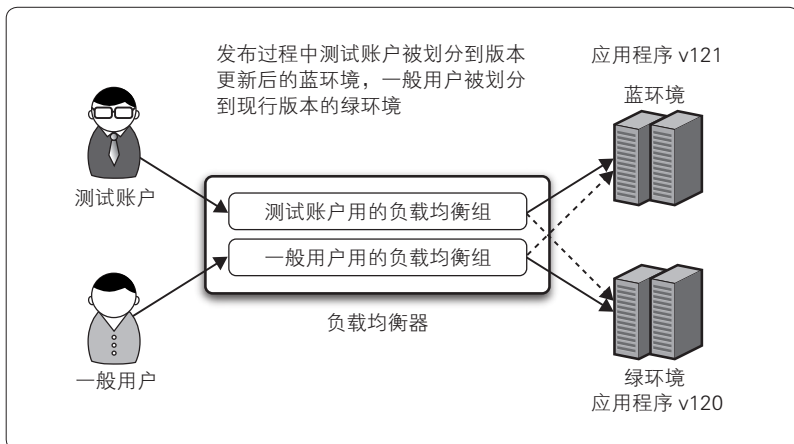 发布过程中测试账户被划分到版本
更新后的蓝环境，一般用户被划分
到现行版本的绿环境
应用程序 v121
蓝环境
测试账户
测试账户用的负载均衡组
一般用户用的负载均衡组
负载均衡器
一般用户
绿环境
应用程序 v120